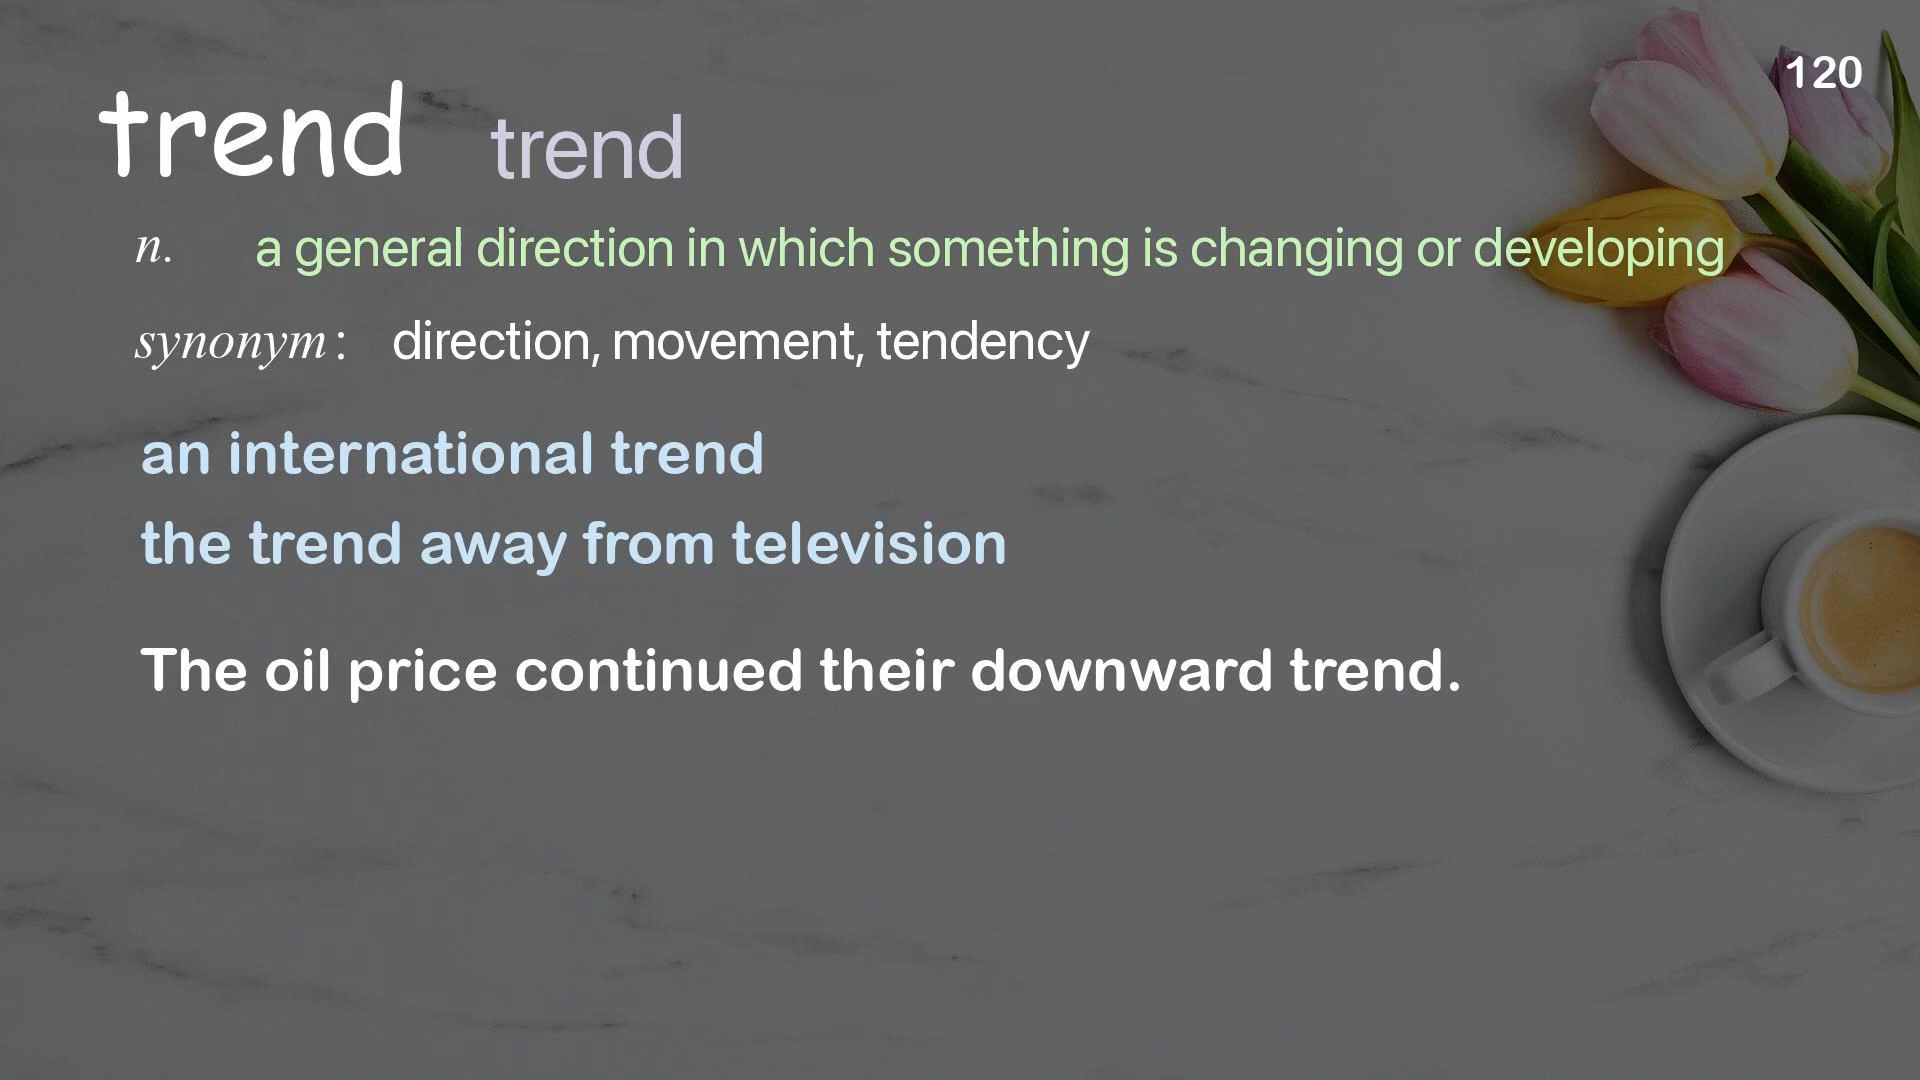 120
trend trend
n. a general direction in which something is changing or developing
synonym: direction, movement, tendency
an international trend
the trend away from television
The oil price continued their downward trend.